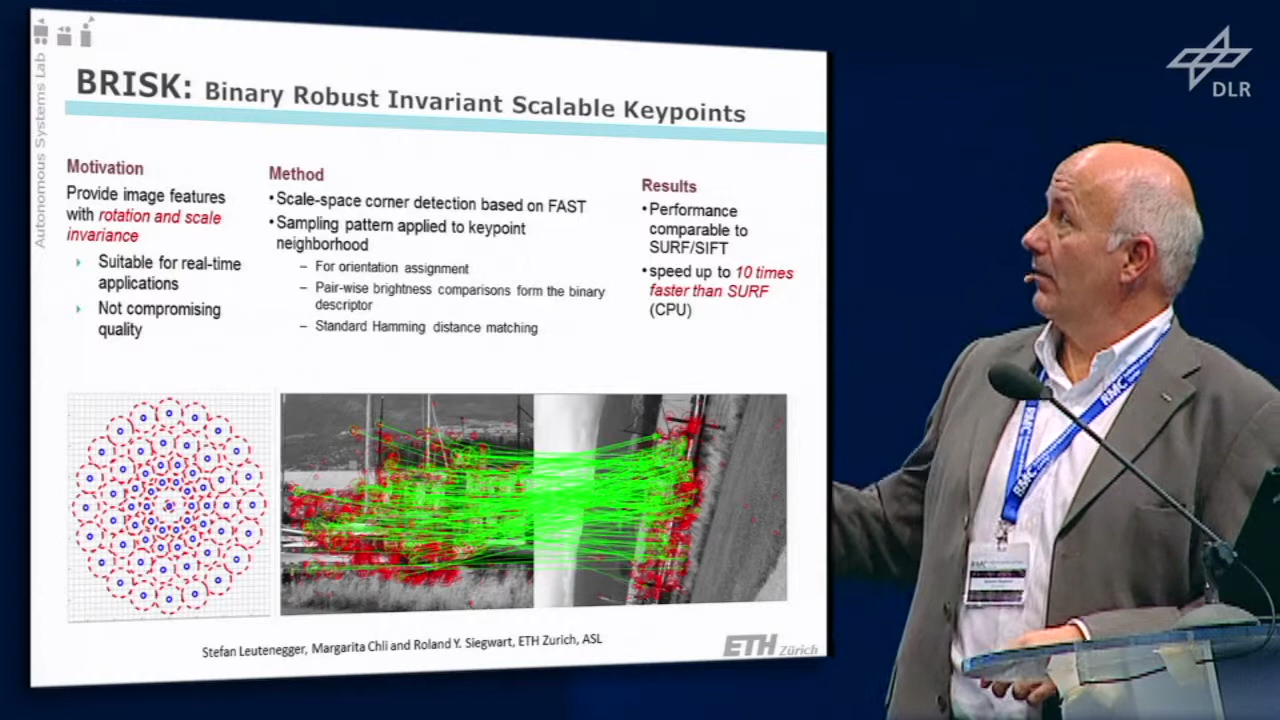 Autonomous Systems Lab
BRISK: Binary Robust Invariant Scalable Keypoints
Motivation
Provide image features
with rotation and scale
invariance
Suitable for real-time
applications
Not compromising
quality
Method
•Scale-space corner detection based on FAST
•Sampling pattern applied to keypoint
neighborhood
– For orientation assignment
– Pair-wise brightness comparisons form the binary
descriptor
– Standard Hamming distance matching
Results
•Performance
comparable to
SURF/SIFT
•speed up to 10 times
faster than SURF
(CPU)
Stefan Leutenegger, Margarita Chli and Roland Y. Siegwart, ETH Zurich, ASL
ETH Zürich
DLR
RMC
RMC
RMC
RMC